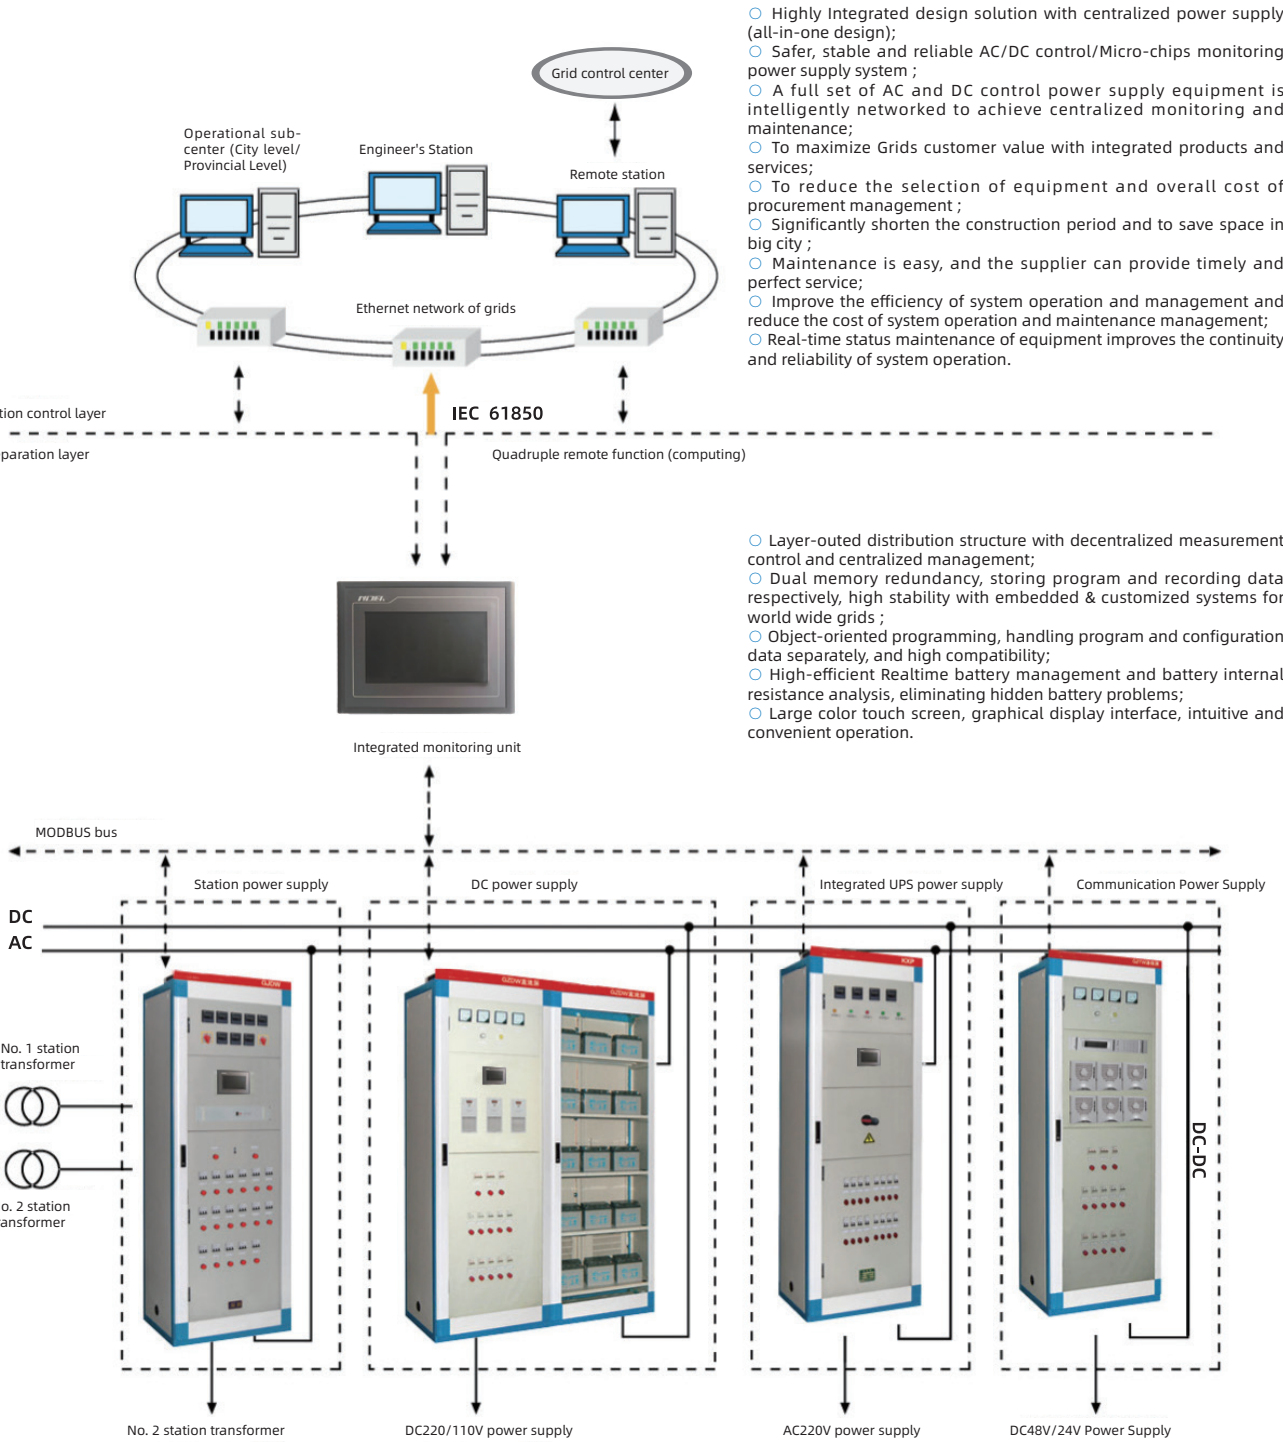 ○ Highly Integrated design solution with centralized power supply
(all-in-one design);
○ Safer, stable and reliable AC/DC control/Micro-chips monitoring
power supply system ;
○ A full set of AC and DC control power supply equipment is
intelligently networked to achieve centralized monitoring and
maintenance;
○ To maximize Grids customer value with integrated products and
services;
○ To reduce the selection of equipment and overall cost of
procurement management ;
○ Significantly shorten the construction period and to save space in
big city ;
○ Maintenance is easy, and the supplier can provide timely and
perfect service;
○ Improve the efficiency of system operation and management and
reduce the cost of system operation and maintenance management;
○ Real-time status maintenance of equipment improves the continuity
and reliability of system operation.
Grid control center
Operational sub-
center (City level/
Provincial Level)
Engineer's Station
Remote station
Ethernet network of grids
tion control layer
IEC 61850
paration layer
Quadruple remote function (computing)
○ Layer-outed distribution structure with decentralized measurement
control and centralized management;
○ Dual memory redundancy, storing program and recording data
respectively, high stability with embedded & customized systems for
world wide grids ;
○ Object-oriented programming, handling program and configuration
data separately, and high compatibility;
○ High-efficient Realtime battery management and battery internal
resistance analysis, eliminating hidden battery problems;
○ Large color touch screen, graphical display interface, intuitive and
convenient operation.
Integrated monitoring unit
MODBUS bus
Station power supply
DC power supply
Integrated UPS power supply
Communication Power Supply
DC
AC
No. 1 station
transformer
o. 2 station
ansformer
DC-DC
No. 2 station transformer
DC220/110V power supply
AC220V power supply
DC48V/24V Power Supply